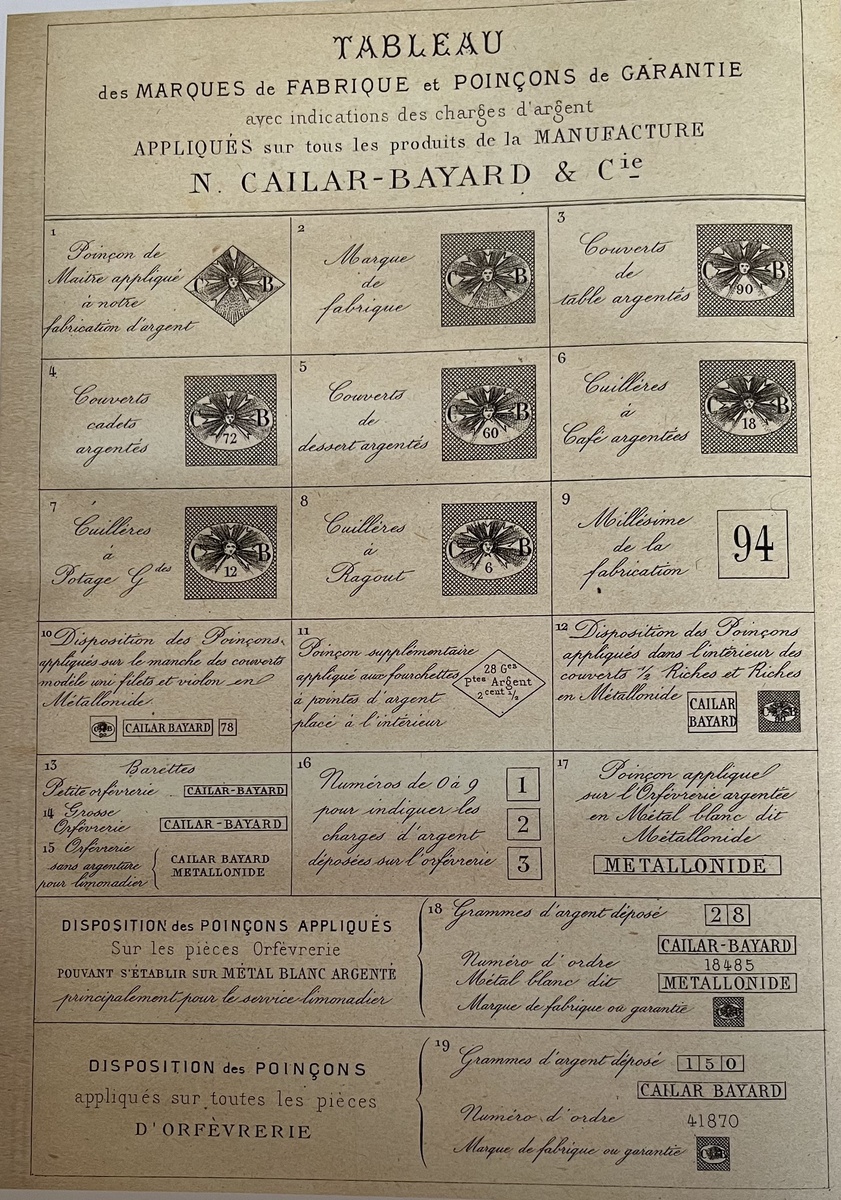 TABLEAU
des MARQUES de FABRIQUE et POINÇONS de GARANTIE
avec indications des charges d'argent
APPLIQUÉS sur tous les produits de la MANUFACTURE
N. CAILAR-BAYARD & Cie
1
Poinçon de
Maître appliqué
à notre
fabrication d'argent
C B
2
Marque
de
fabrique
C B
3
Couverts
de
table argentés
C B
90
4
Couverts
cadets
argentés
C B
72
5
Couverts
de
dessert argentés
C B
60
6
Cuillères
à
Café argentées
C B
18
7
Cuillères
à
Potage Gdes
C B
12
8
Cuillères
à
Ragout
C B
6
9
Millésime
de la
fabrication
94
10 Disposition des Poinçons
appliqués sur le manche des couverts
modèle uni filets et violon en
Métallonide
CAILAR BAYARD 78
11
Poinçon supplémentaire
appliqué aux fourchettes
à pointes d'argent
placé à l'intérieur
28 Ges
Ptes Argent
2 cent 1/2
12 Disposition des Poinçons
appliqués dans l'intérieur des
couverts 1/2 Riches et Riches
en Métallonide
CAILAR
BAYARD
13 Barettes
Petite orfèvrerie CAILAR-BAYARD
14 Grosse
Orfèvrerie CAILAR-BAYARD
15 Orfèvrerie
sans argenture
pour limonadier
CAILAR BAYARD
METALLONIDE
16
Numéros de 0 à 9
pour indiquer les
charges d'argent
déposées sur l'orfèvrerie
1
2
3
17
Poinçon appliqué
sur l'Orfèvrerie argentée
en Métal blanc dit
Métallonide
METALLONIDE
DISPOSITION des POINÇONS APPLIQUÉS
Sur les pièces Orfèvrerie
POUVANT S'ÉTABLIR SUR MÉTAL BLANC ARGENTÉ
principalement pour le service limonadier
18 Grammes d'argent déposé 28
CAILAR-BAYARD
Numéro d'ordre 18485
Métal blanc dit METALLONIDE
Marque de fabrique ou garantie
DISPOSITION des POINÇONS
appliqués sur toutes les pièces
D'ORFÈVRERIE
19 Grammes d'argent déposé 150
CAILAR BAYARD
Numéro d'ordre 41870
Marque de fabrique ou garantie